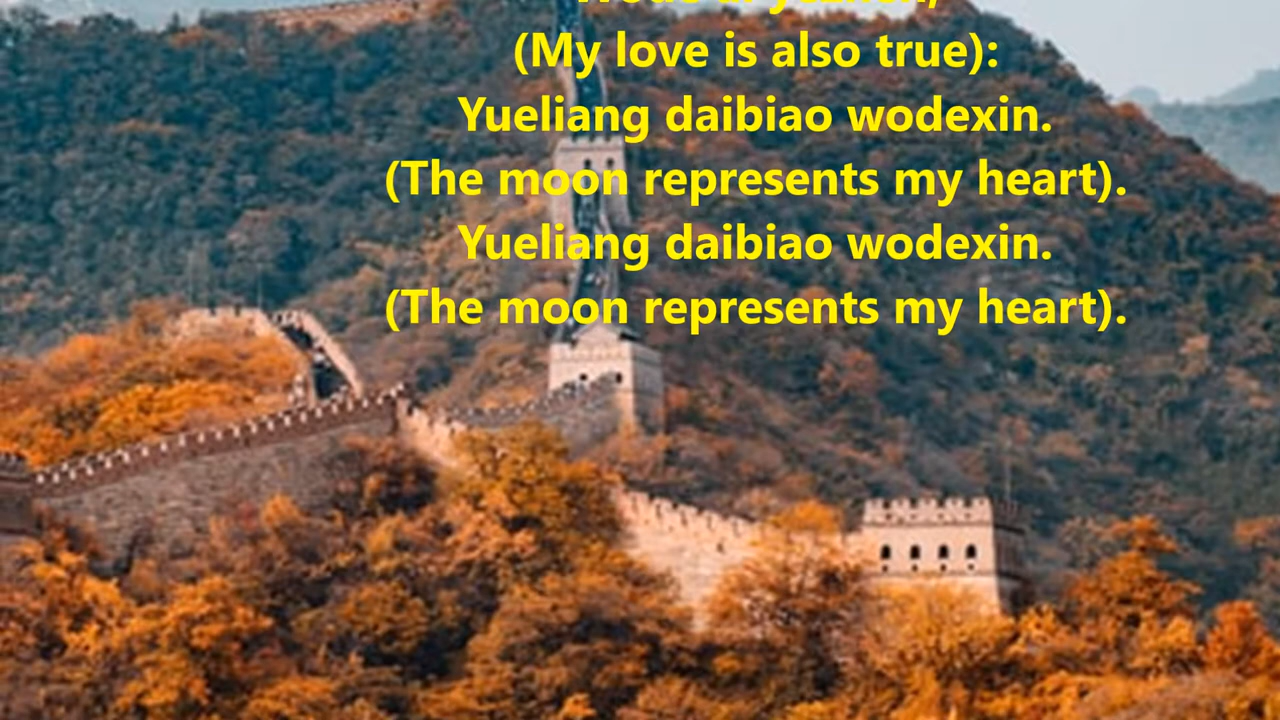 (My love is also true):
Yueliang daibiao wodexin.
(The moon represents my heart).
Yueliang daibiao wodexin.
(The moon represents my heart).